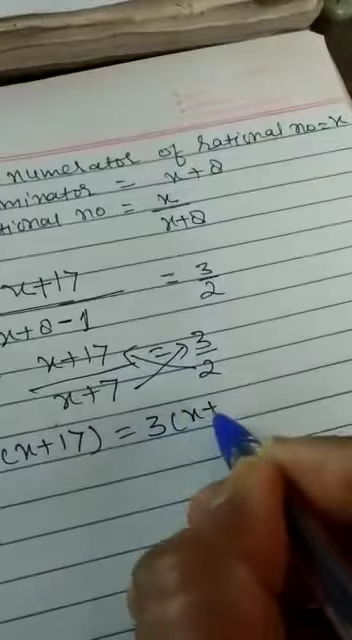 numerator of rational no = x
minator = x+8
tional no = x/x+8
x+17/x+8-1 = 3/2
x+17/x+7 = 3/2
(x+17) = 3(x+